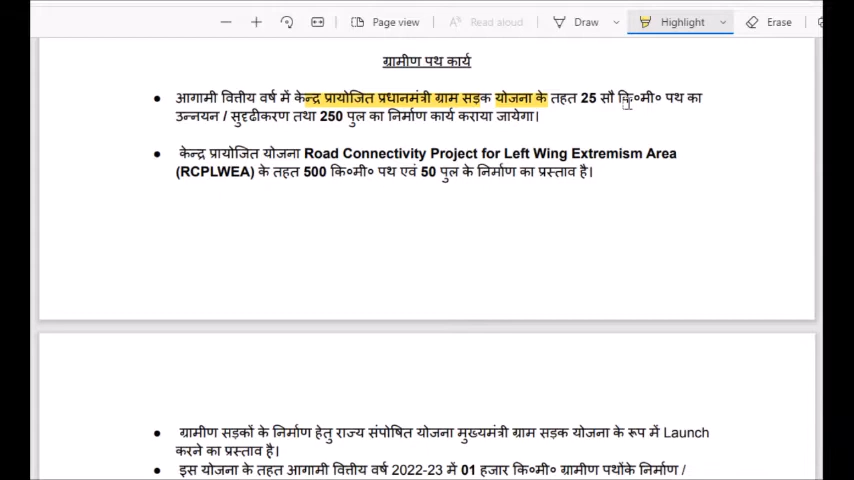 Page view
Read aloud
Draw
Highlight
Erase
ग्रामीण पथ कार्य
● आगामी वित्तीय वर्ष में केन्द्र प्रायोजित प्रधानमंत्री ग्राम सड़क योजना के तहत 25 सौ कि०मी० पथ का
उन्नयन / सुदृढीकरण तथा 250 पुल का निर्माण कार्य कराया जायेगा।
● केन्द्र प्रायोजित योजना Road Connectivity Project for Left Wing Extremism Area
(RCPLWEA) के तहत 500 कि०मी० पथ एवं 50 पुल के निर्माण का प्रस्ताव है।
● ग्रामीण सड़कों के निर्माण हेतु राज्य संपोषित योजना मुख्यमंत्री ग्राम सड़क योजना के रूप में Launch
करने का प्रस्ताव है।
● इस योजना के तहत आगामी वित्तीय वर्ष 2022-23 में 01 हजार कि०मी० ग्रामीण पथोंके निर्माण /